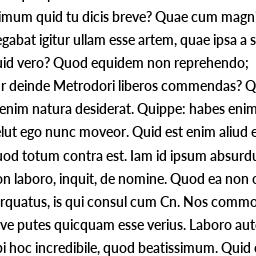 imum quid tu dicis breve? Quae cum magn
egabat igitur ullam esse artem, quae ipsa a s
uid vero? Quod equidem non reprehendo;
r deinde Metrodori liberos commendas? Q
enim natura desiderat. Quippe: habes enim
elut ego nunc moveor. Quid est enim aliud e
uod totum contra est. Iam id ipsum absurdu
on laboro, inquit, de nomine. Quod ea non o
rquatus, is qui consul cum Cn. Nos commo
ve putes quicquam esse verius. Laboro aut
bi hoc incredibile, quod beatissimum. Quid